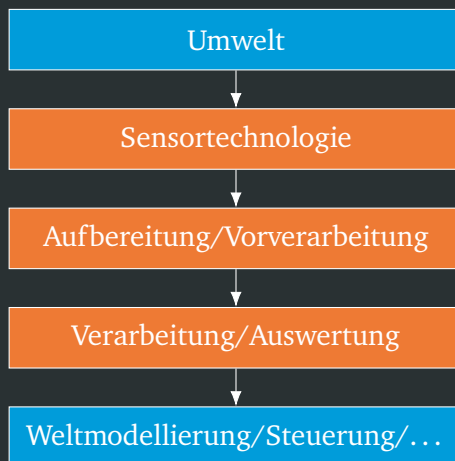 Umwelt
Sensortechnologie
Aufbereitung/Vorverarbeitung
Verarbeitung/Auswertung
Weltmodellierung/Steuerung/...